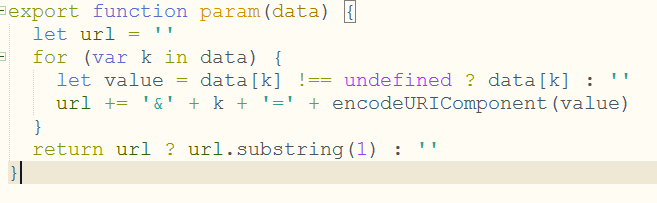 export function param(data) {
  let url = ''
  for (var k in data) {
    let value = data[k] !== undefined ? data[k] : ''
    url += '&' + k + '=' + encodeURIComponent(value)
  }
  return url ? url.substring(1) : ''
}